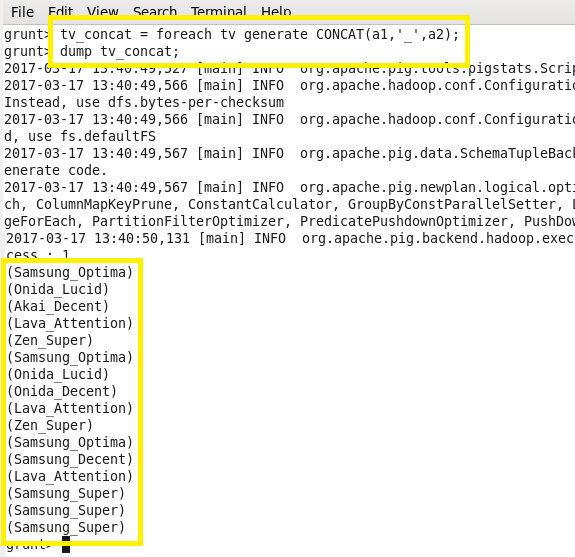 File Edit View Search Terminal Help
grunt> tv_concat = foreach tv generate CONCAT(a1,'_',a2);
grunt> dump tv_concat;
2017-03-17 13:40:49,527 [main] INFO  org.apache.pig.tools.pigstats.Scrip
2017-03-17 13:40:49,566 [main] INFO  org.apache.hadoop.conf.Configuratio
Instead, use dfs.bytes-per-checksum
2017-03-17 13:40:49,566 [main] INFO  org.apache.hadoop.conf.Configuratio
d, use fs.defaultFS
2017-03-17 13:40:49,567 [main] INFO  org.apache.pig.data.SchemaTupleBack
enerate code.
2017-03-17 13:40:49,567 [main] INFO  org.apache.pig.newplan.logical.opti
ch, ColumnMapKeyPrune, ConstantCalculator, GroupByConstParallelSetter, L
geForEach, PartitionFilterOptimizer, PredicatePushdownOptimizer, PushDow
2017-03-17 13:40:50,131 [main] INFO  org.apache.pig.backend.hadoop.exec
cess : 1
(Samsung_Optima)
(Onida_Lucid)
(Akai_Decent)
(Lava_Attention)
(Zen_Super)
(Samsung_Optima)
(Onida_Lucid)
(Onida_Decent)
(Lava_Attention)
(Zen_Super)
(Samsung_Optima)
(Samsung_Decent)
(Lava_Attention)
(Samsung_Super)
(Samsung_Super)
(Samsung_Super)
grunt>